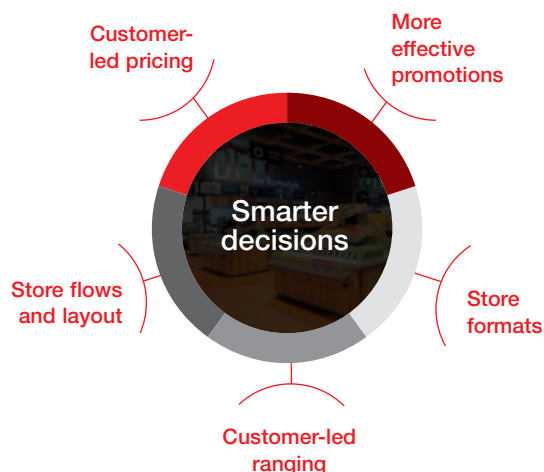 Customer-
led pricing
More
effective
promotions
Smarter
decisions
Store flows
and layout
Store
formats
Customer-led
ranging